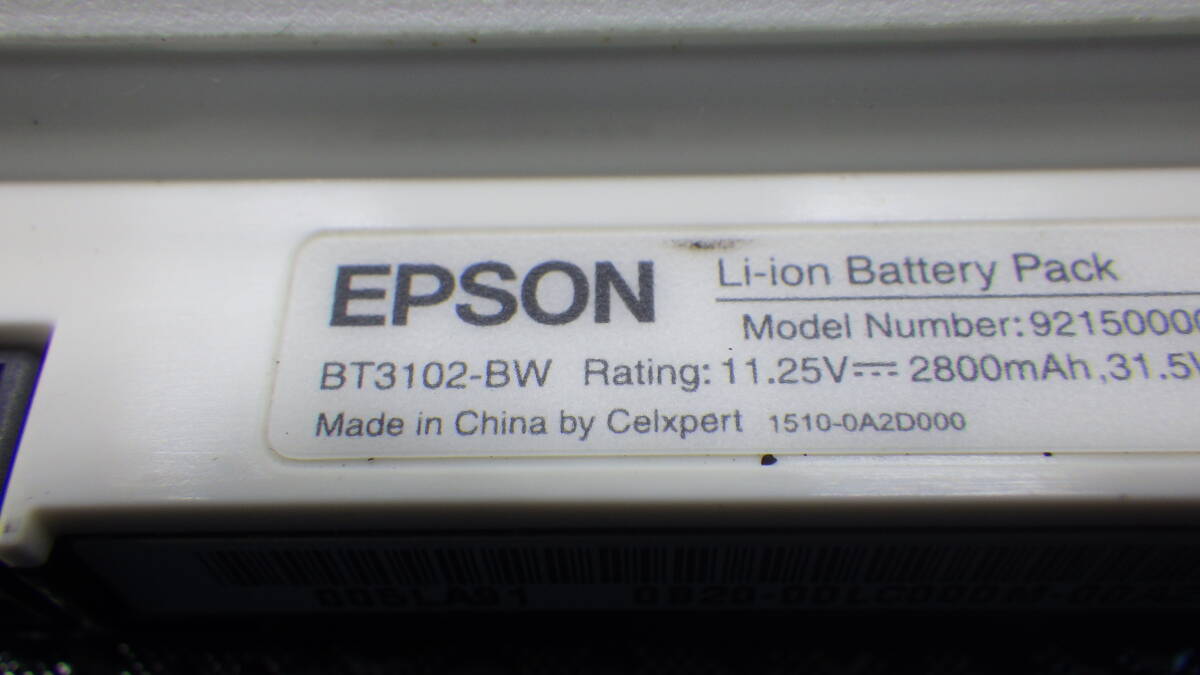 EPSON Li-ion Battery Pack
Model Number:92150000
BT3102-BW Rating: 11.25V⎓2800mAh,31.5
Made in China by Celxpert 1510-0A2D000